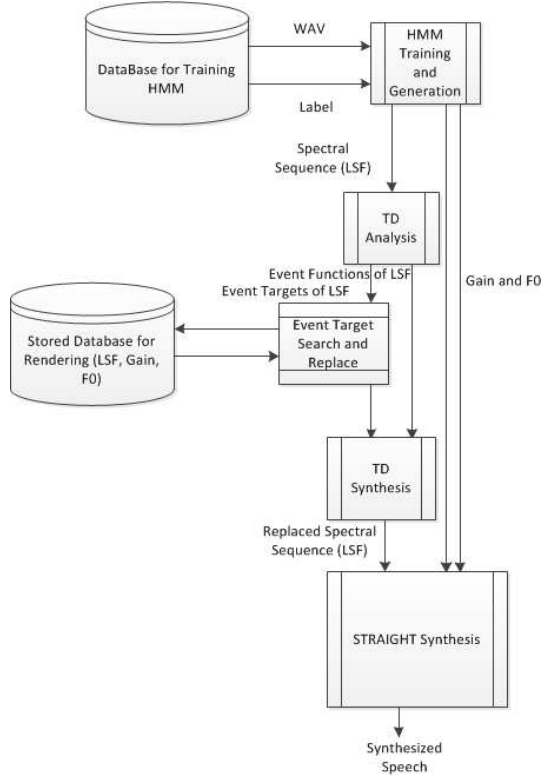 WAV
DataBase for Training
HMM
Label
HMM
Training
and
Generation
Spectral
Sequence (LSF)
TD
Analysis
Event Functions of LSF
Event Targets of LSF
Gain and F0
Stored Database for
Rendering (LSF, Gain,
F0)
Event Target
Search and
Replace
TD
Synthesis
Replaced Spectral
Sequence (LSF)
STRAIGHT Synthesis
Synthesized
Speech